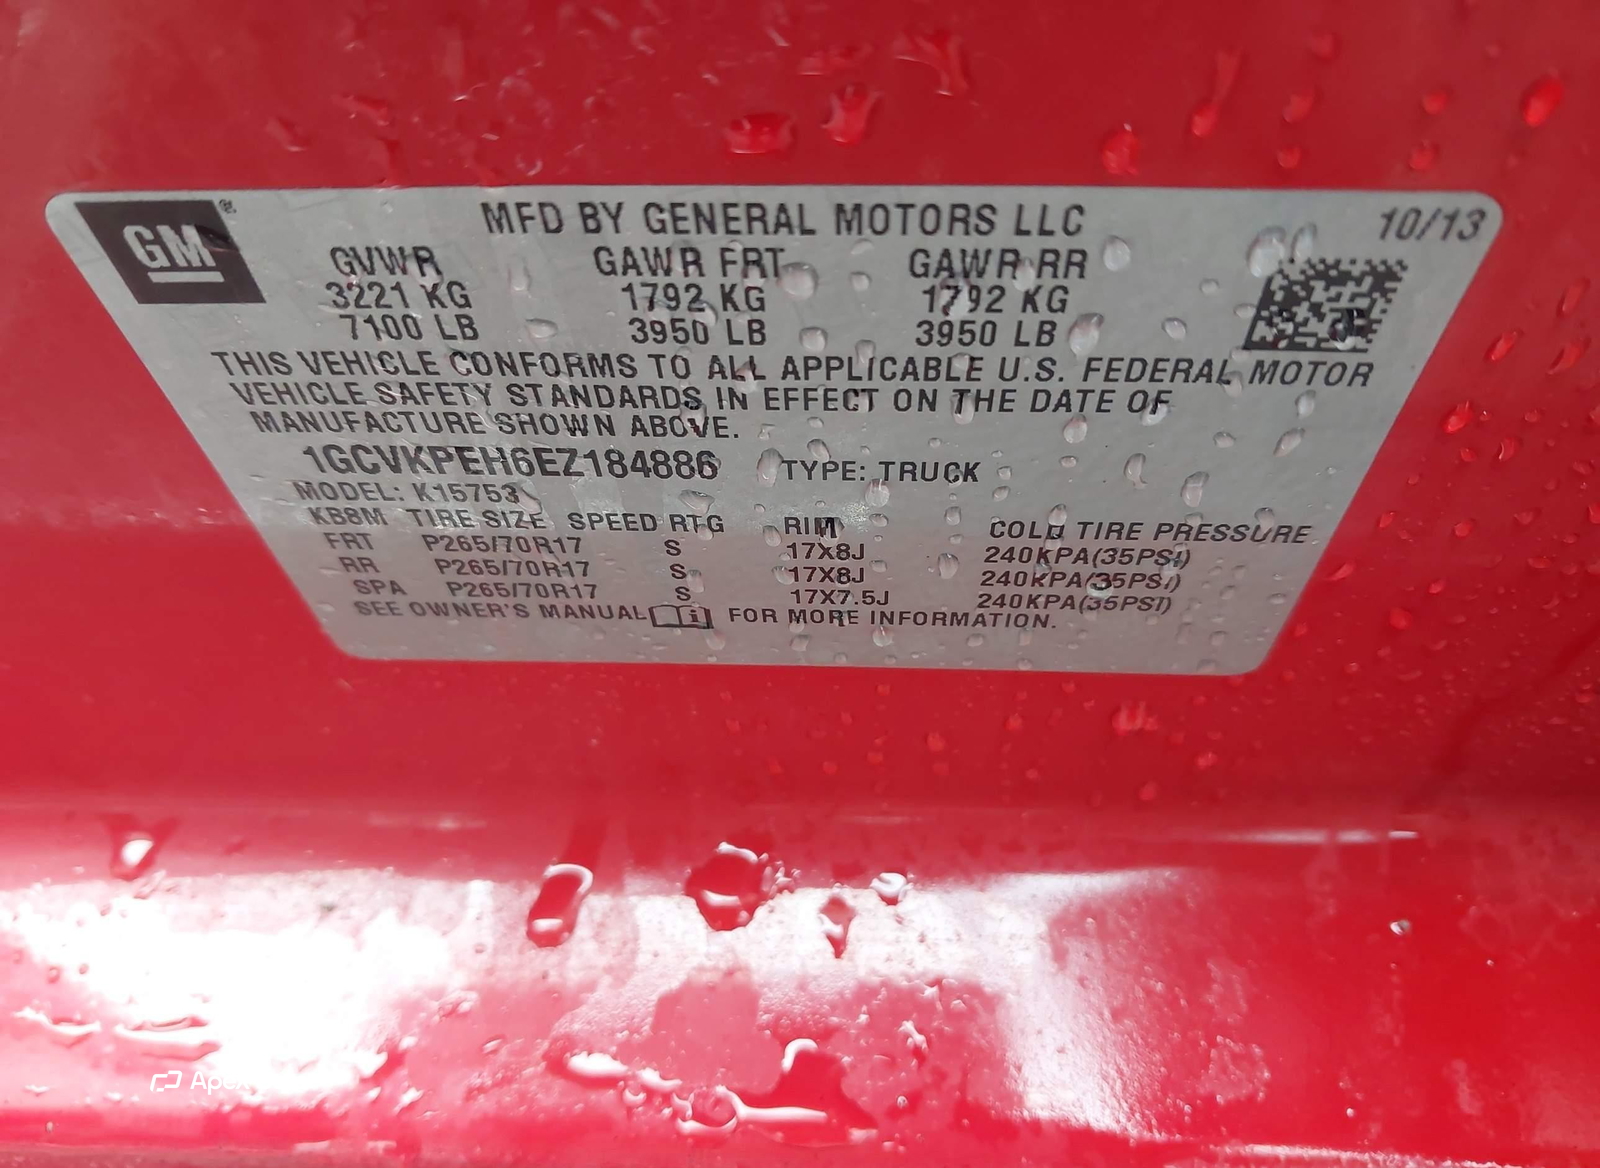 GM®
MFD BY GENERAL MOTORS LLC 10/13
GVWR GAWR FRT GAWR RR
3221 KG 1792 KG 1792 KG
7100 LB 3950 LB 3950 LB
THIS VEHICLE CONFORMS TO ALL APPLICABLE U.S. FEDERAL MOTOR
VEHICLE SAFETY STANDARDS IN EFFECT ON THE DATE OF
MANUFACTURE SHOWN ABOVE.
1GCVKPEH6EZ184886 TYPE: TRUCK
MODEL: K15753
KB8M TIRE SIZE SPEED RTG RIM COLD TIRE PRESSURE
FRT P265/70R17 S 17X8J 240KPA(35PSI)
RR P265/70R17 S 17X8J 240KPA(35PSI)
SPA P265/70R17 S 17X7.5J 240KPA(35PSI)
SEE OWNER'S MANUAL i FOR MORE INFORMATION.
Apex